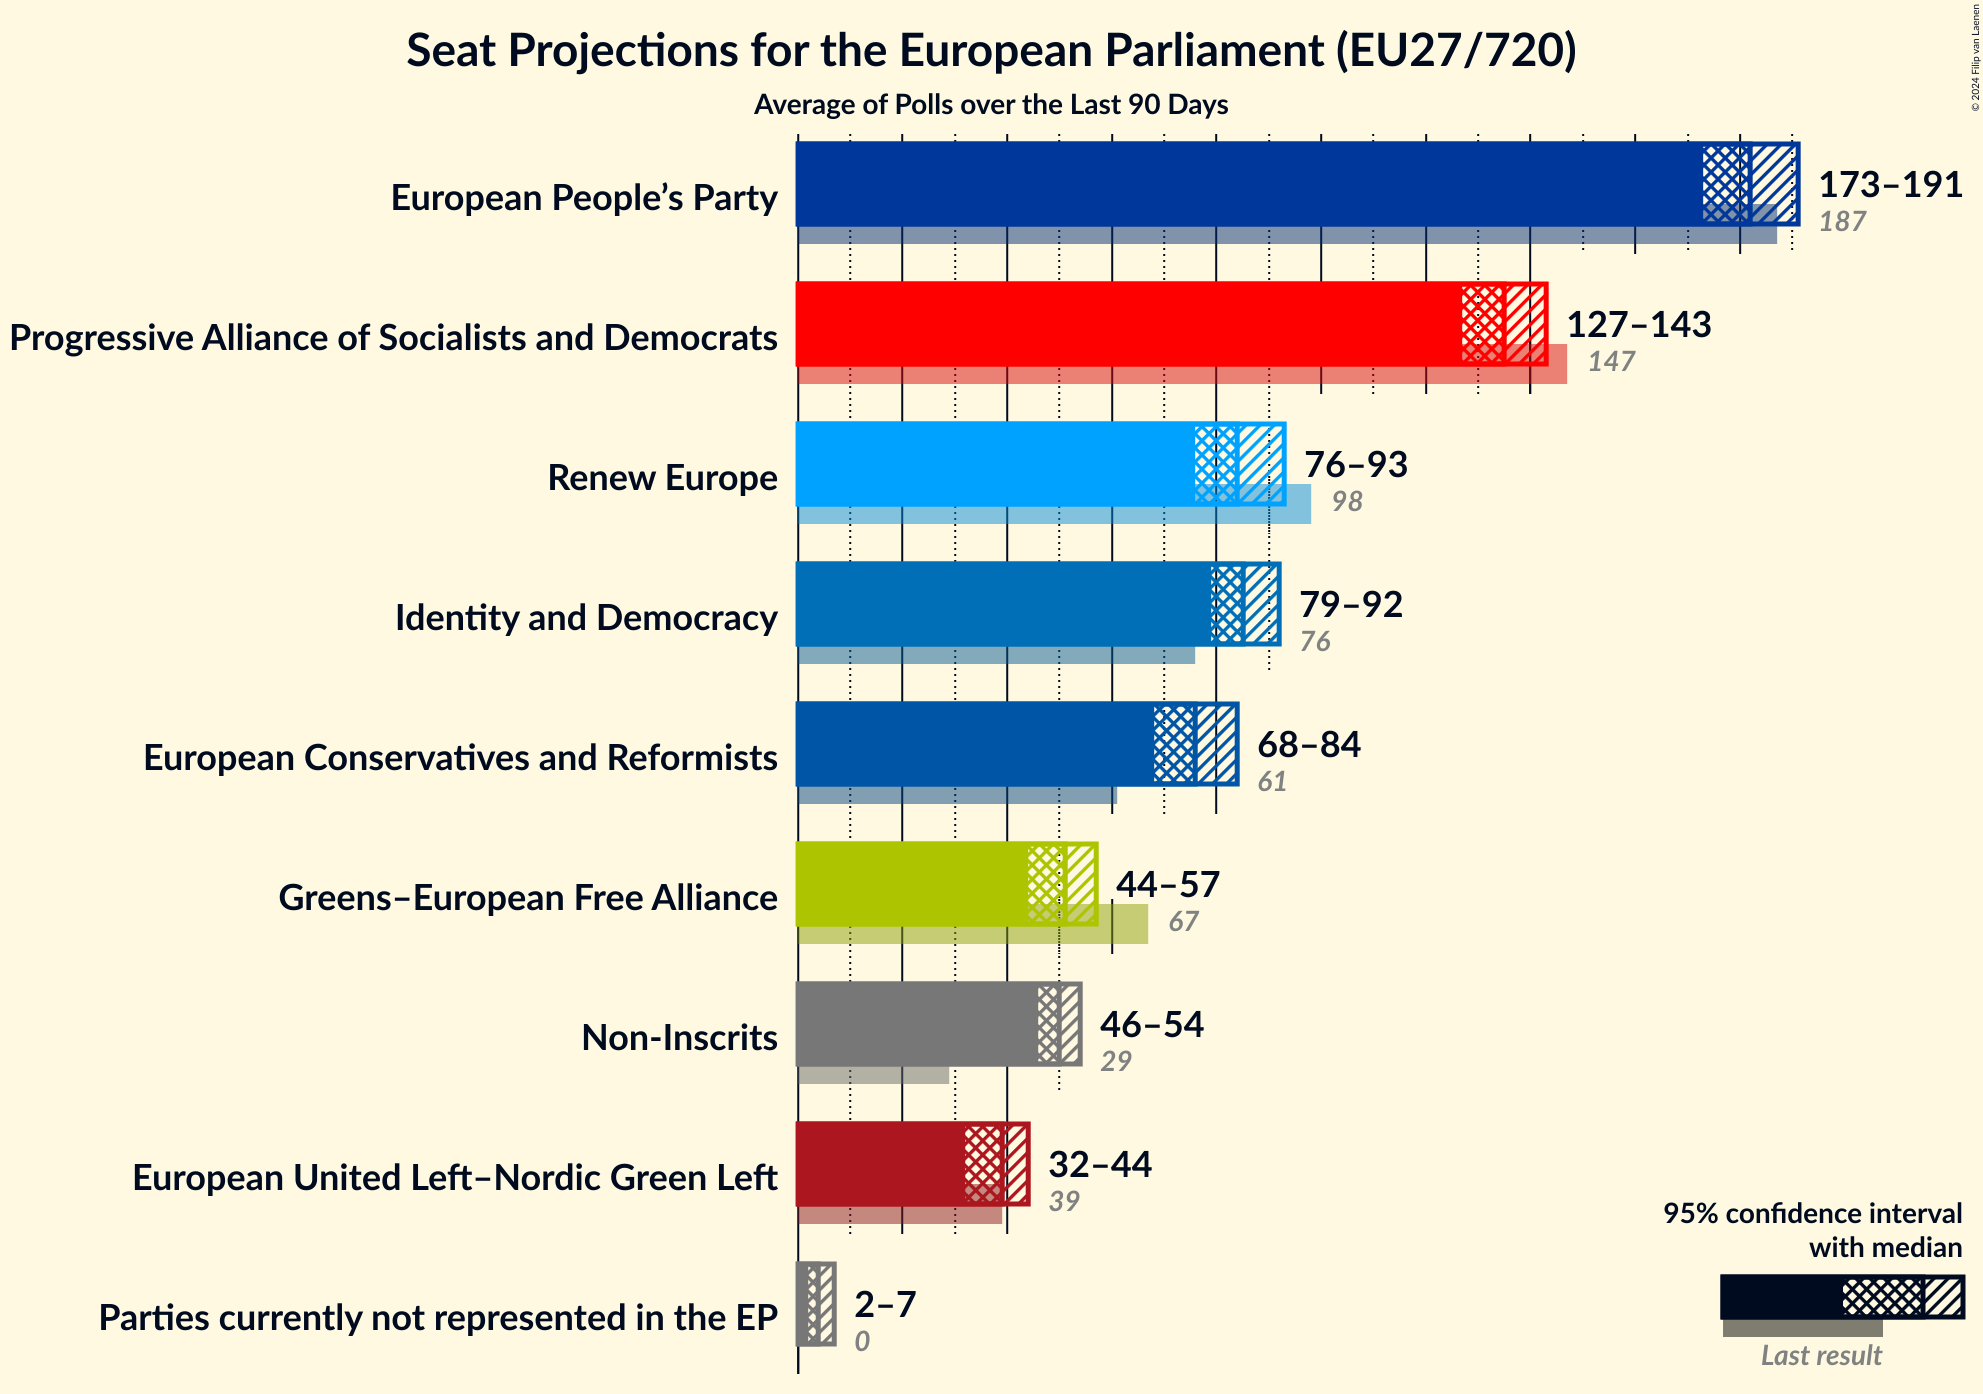 Seat Projections for the European Parliament (EU27/720)
Average of Polls over the Last 90 Days
© 2024 Filip van Laenen
European People’s Party
173–191
187
Progressive Alliance of Socialists and Democrats
127–143
147
Renew Europe
76–93
98
Identity and Democracy
79–92
76
European Conservatives and Reformists
68–84
61
Greens–European Free Alliance
44–57
67
Non-Inscrits
46–54
29
European United Left–Nordic Green Left
32–44
39
Parties currently not represented in the EP
2–7
0
95% confidence interval
with median
Last result